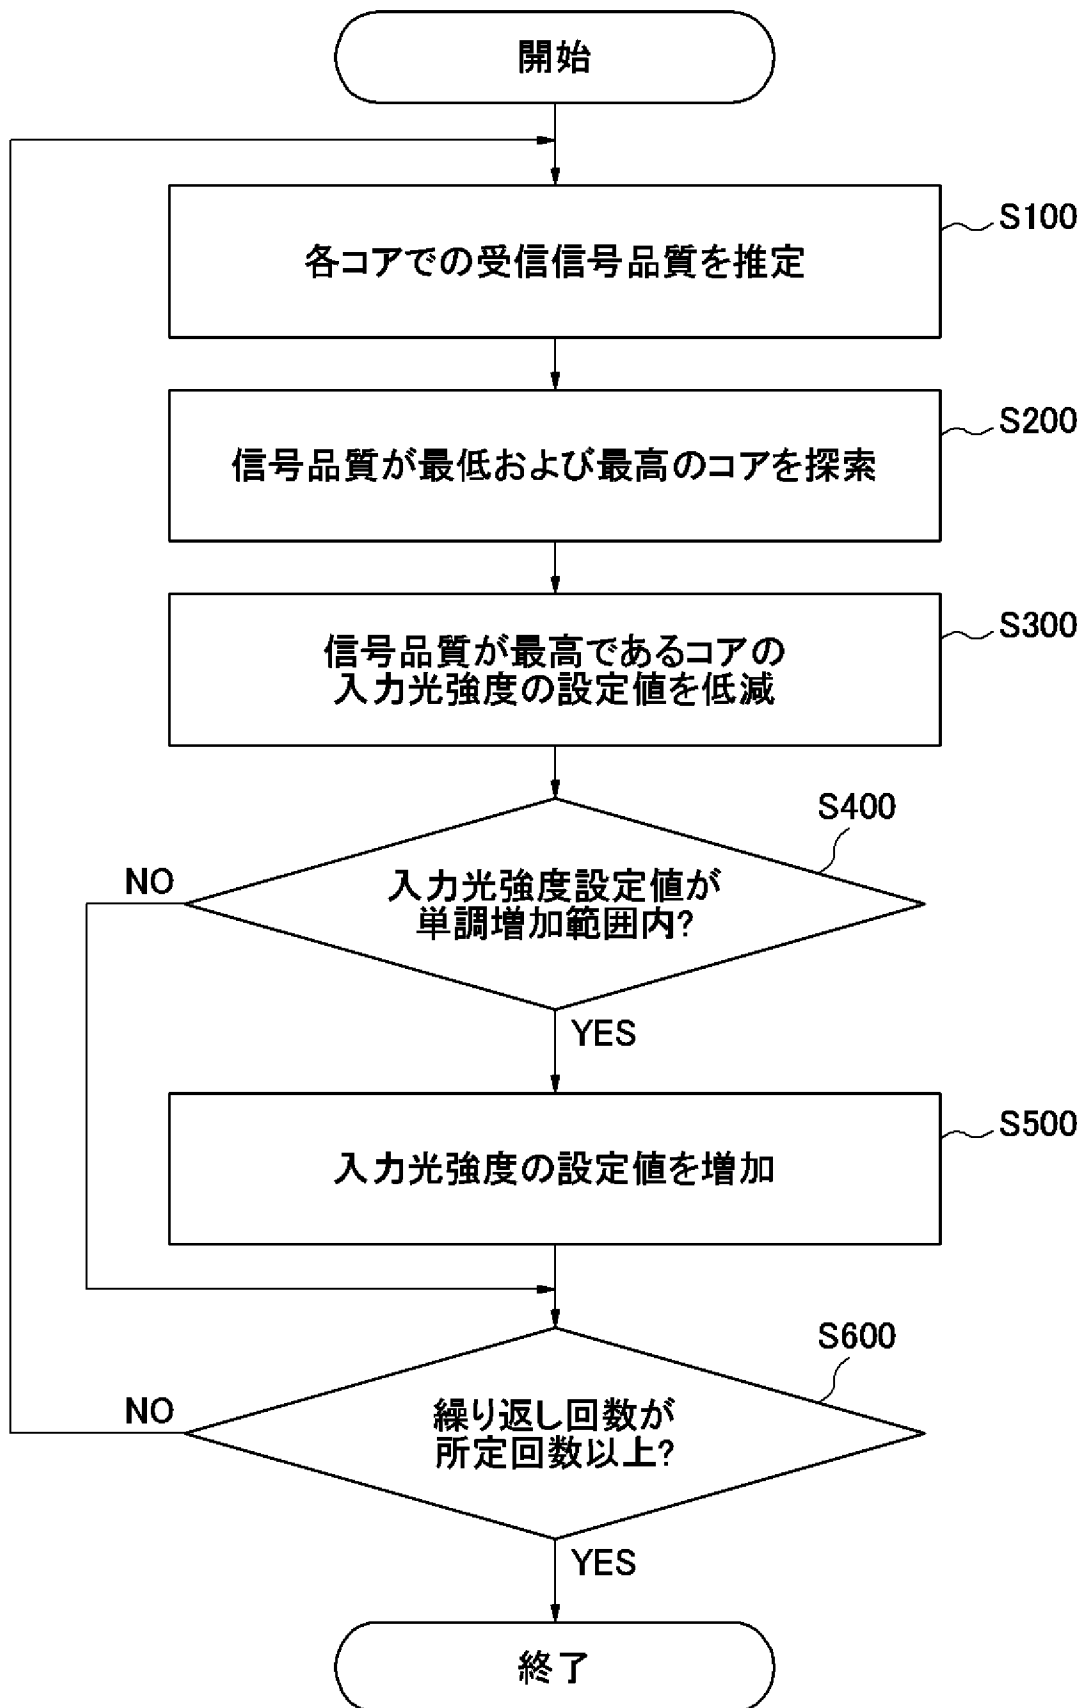 開始
各コアでの受信信号品質を推定
S100
信号品質が最低および最高のコアを探索
S200
信号品質が最高であるコアの
入力光強度の設定値を低減
S300
入力光強度設定値が
単調増加範囲内?
S400
NO
YES
入力光強度の設定値を増加
S500
繰り返し回数が
所定回数以上?
S600
NO
YES
終了